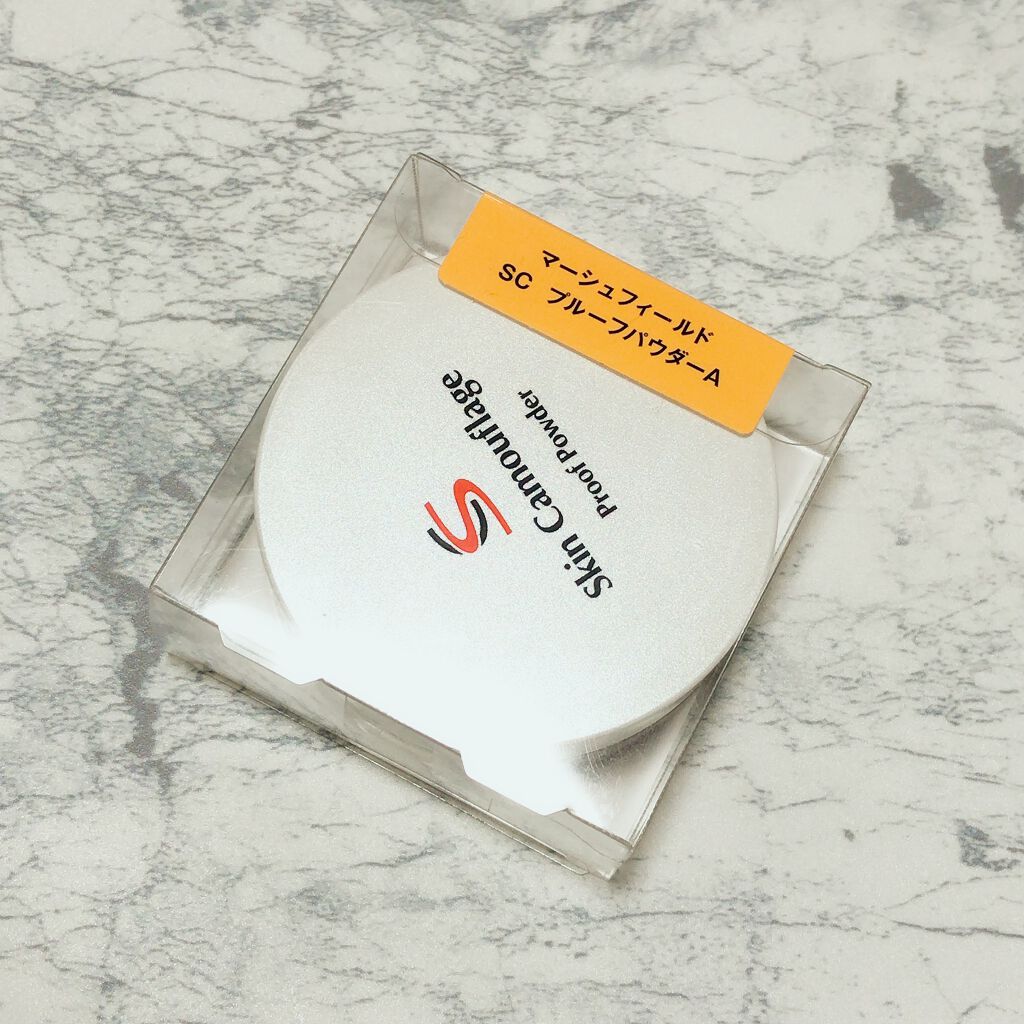 マーシュフィールド
SC プルーフパウダーA
Skin Camouflage
Proof Powder